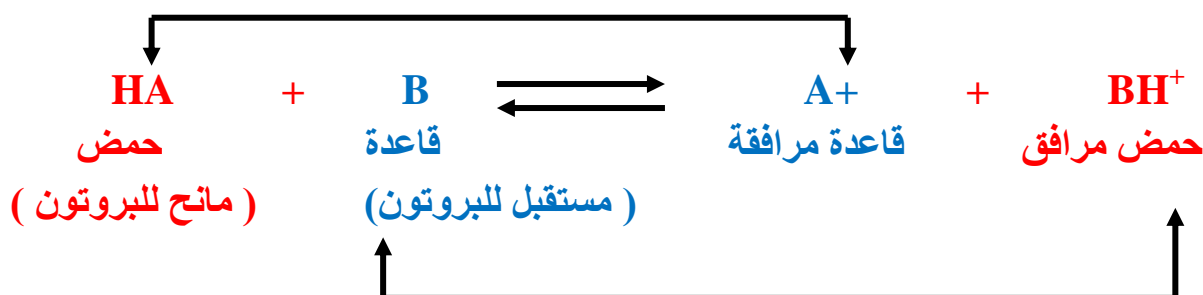 HA + B A+ + BH⁺
حمض قاعدة قاعدة مرافقة حمض مرافق
( مانح للبروتون ) ( مستقبل للبروتون)